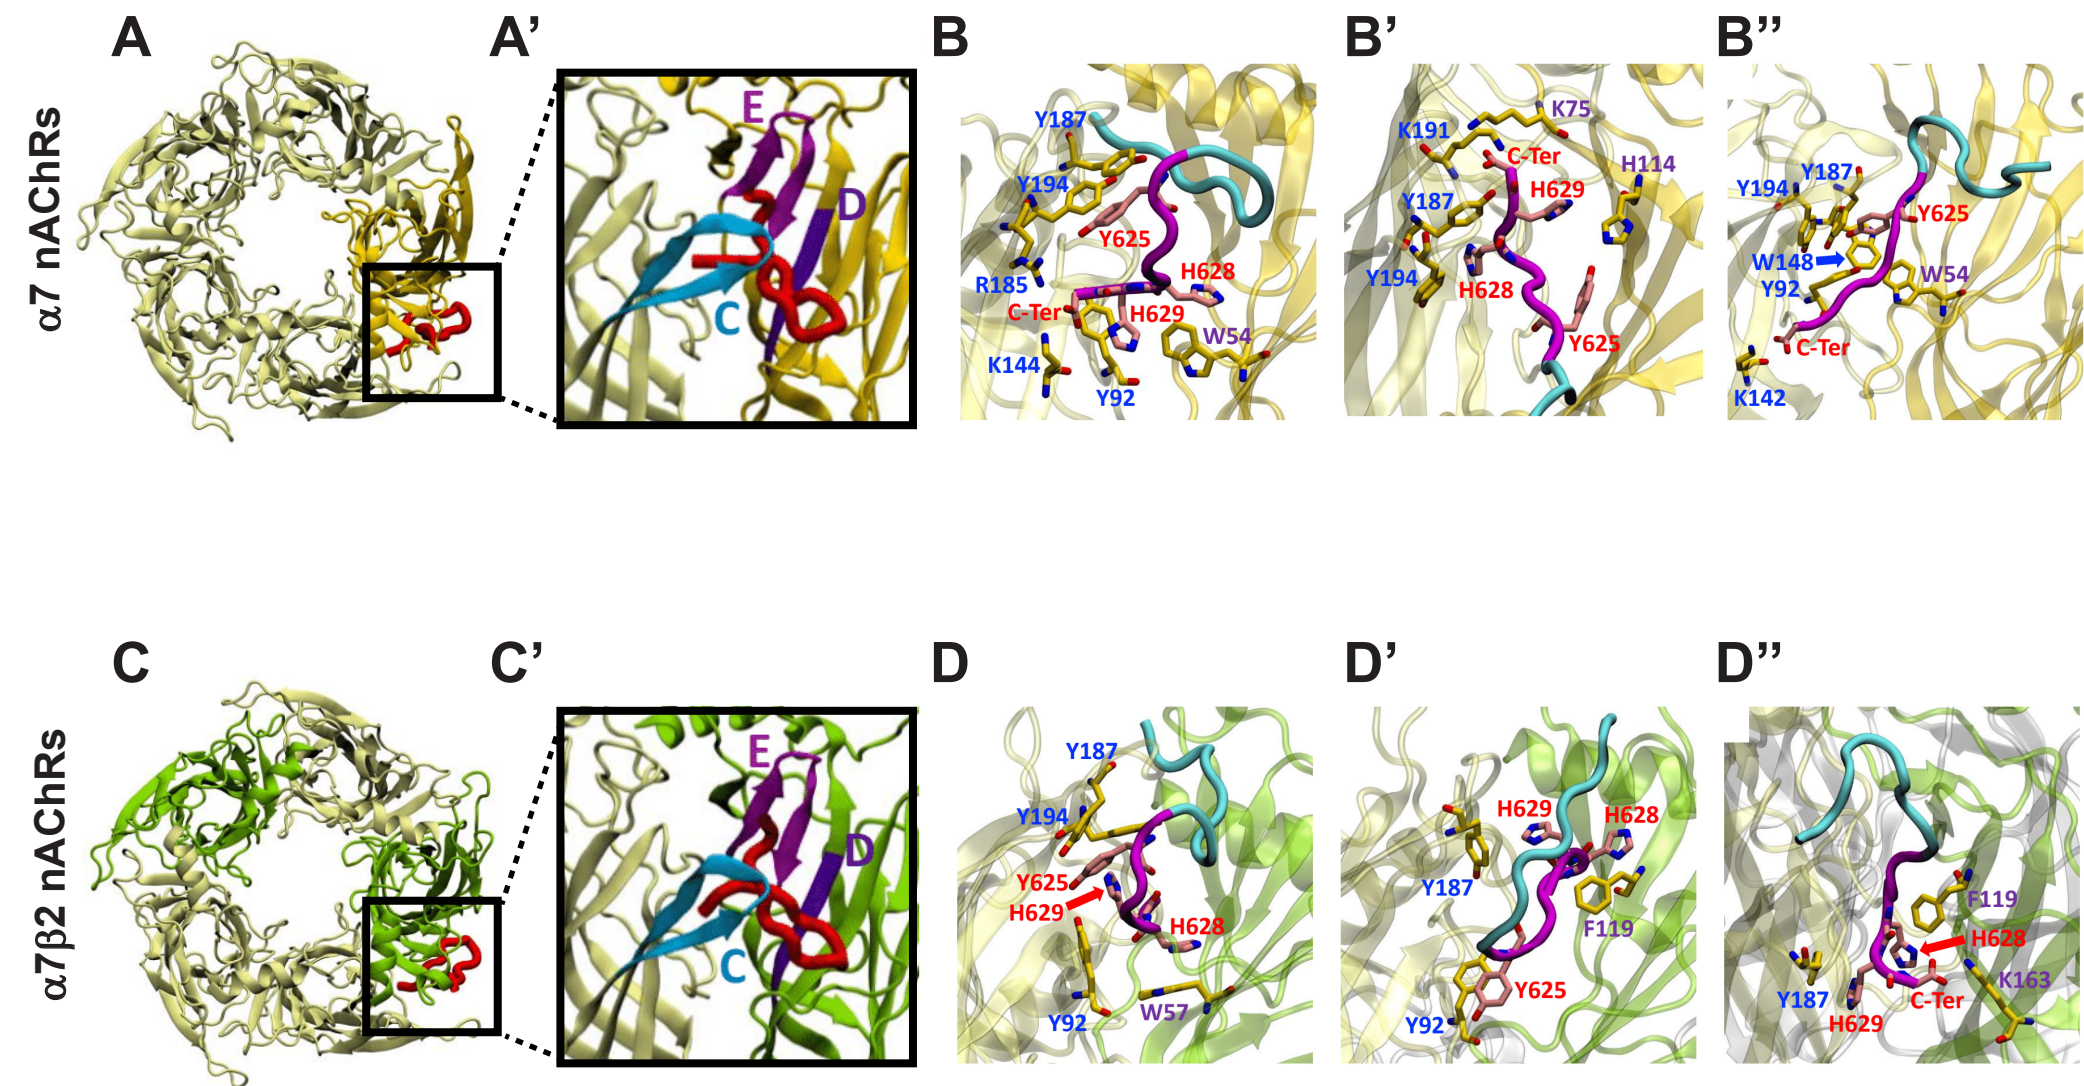 A
A’
B
B’
B’’
α7 nAChRs
E
D
C
Y187
Y194
Y625
R185
H628
C-Ter
H629
W54
K144
Y92
K75
K191
C-Ter
H629
H114
Y187
Y194
H628
Y625
Y187
Y194
Y625
W148
W54
Y92
C-Ter
K142
C
C’
D
D’
D’’
α7β2 nAChRs
E
D
C
Y187
Y194
Y625
H629
H628
Y92
W57
H629
H628
Y187
F119
Y625
Y92
F119
H628
K163
Y187
C-Ter
H629